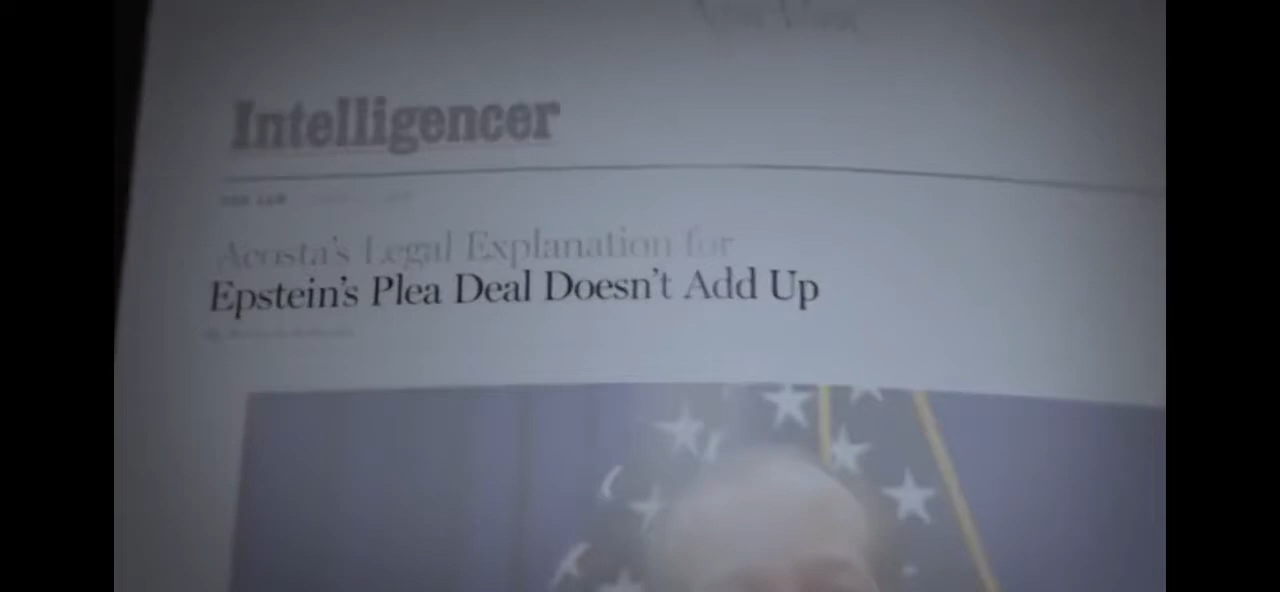 Intelligencer
Acosta's Legal Explanation for
Epstein's Plea Deal Doesn't Add Up